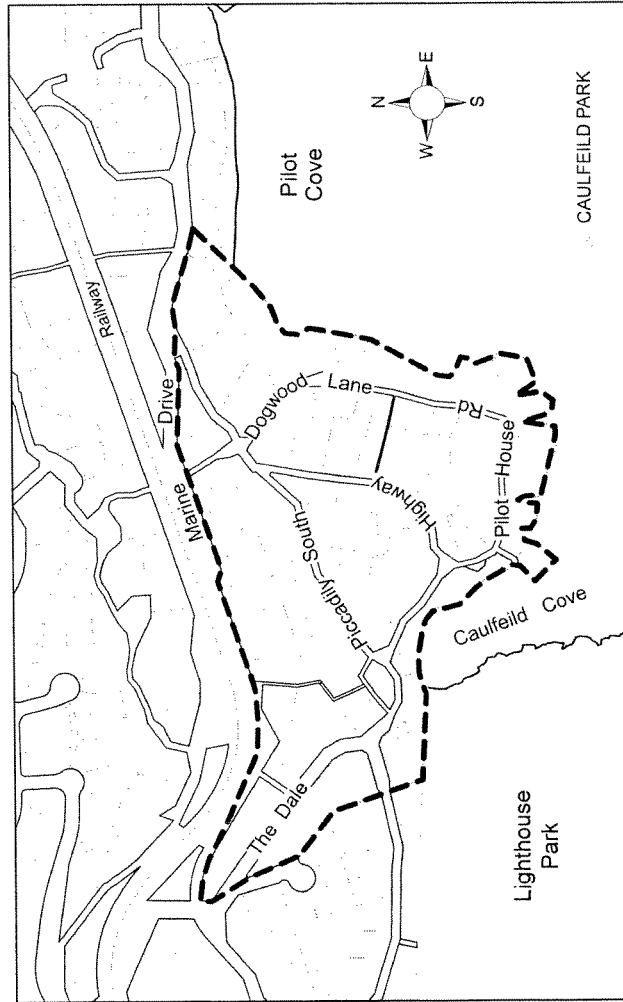 Railway
Marine Drive
Dogwood Lane
Piccadily South
Highway
The Dale
Pilot House Rd
Caulfeild Cove
Pilot
Cove
N
W
E
S
Lighthouse
Park
CAULFEILD PARK